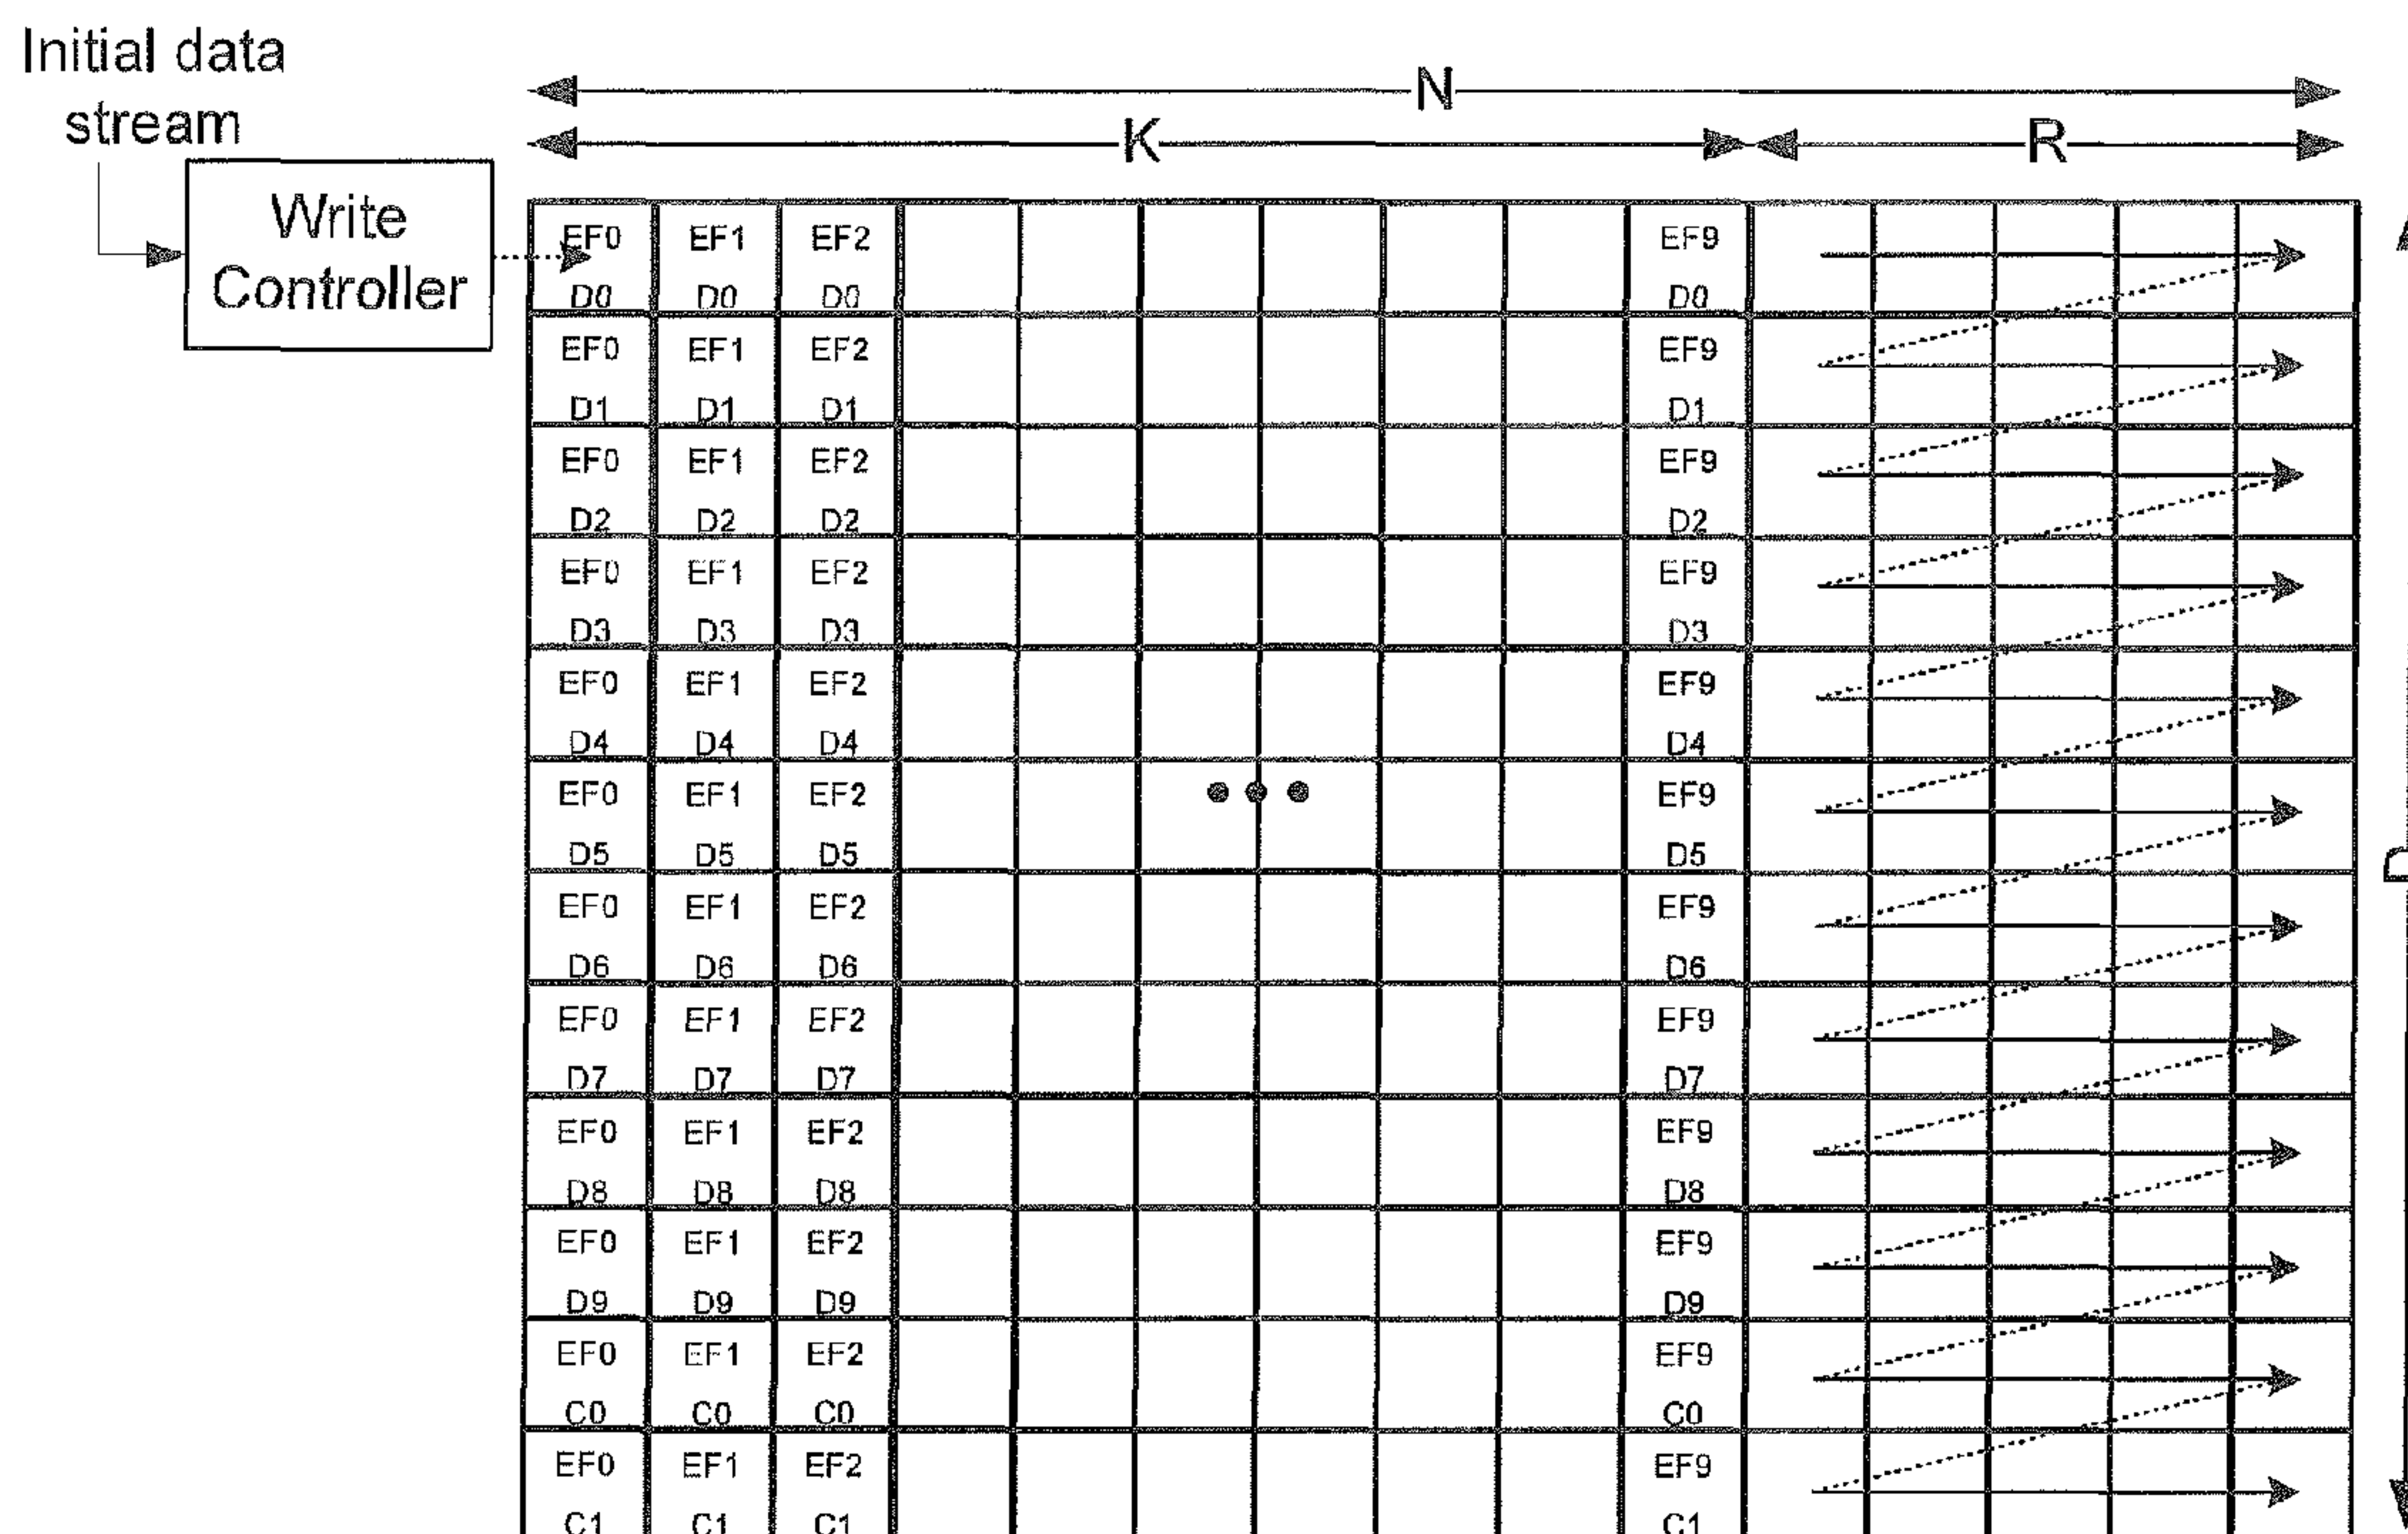 Initial data
stream
Write
Controller
N
K
R
EF0 EF1 EF2 EF9
D0 D0 D0 D0
EF0 EF1 EF2 EF9
D1 D1 D1 D1
EF0 EF1 EF2 EF9
D2 D2 D2 D2
EF0 EF1 EF2 EF9
D3 D3 D3 D3
EF0 EF1 EF2 EF9
D4 D4 D4 D4
EF0 EF1 EF2 EF9
D5 D5 D5 D5
EF0 EF1 EF2 EF9
D6 D6 D6 D6
EF0 EF1 EF2 EF9
D7 D7 D7 D7
EF0 EF1 EF2 EF9
D8 D8 D8 D8
EF0 EF1 EF2 EF9
D9 D9 D9 D9
EF0 EF1 EF2 EF9
C0 C0 C0 C0
EF0 EF1 EF2 EF9
C1 C1 C1 C1